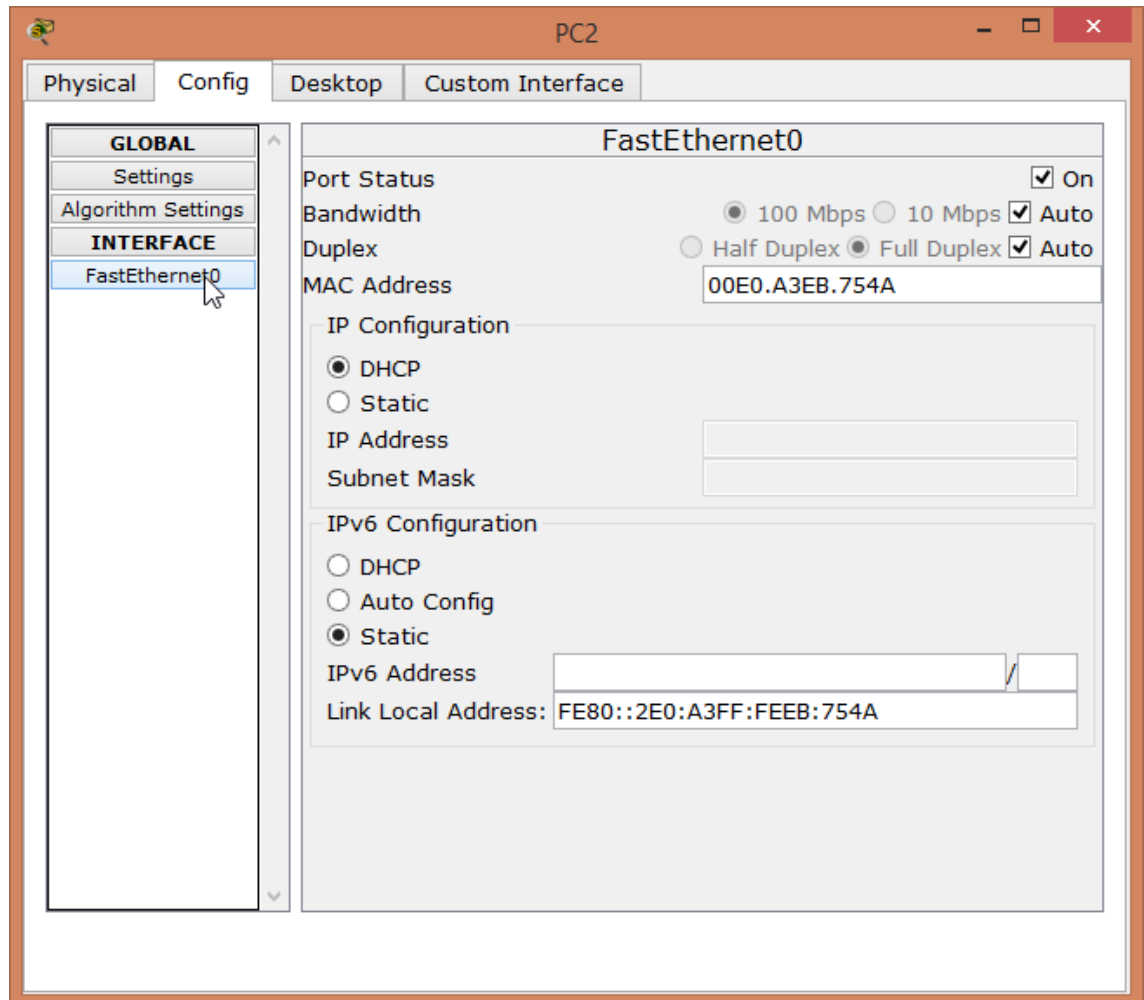 PC2
Physical Config Desktop Custom Interface
GLOBAL
Settings
Algorithm Settings
INTERFACE
FastEthernet0
FastEthernet0
Port Status On
Bandwidth 100 Mbps 10 Mbps Auto
Duplex Half Duplex Full Duplex Auto
MAC Address 00E0.A3EB.754A
IP Configuration
DHCP
Static
IP Address
Subnet Mask
IPv6 Configuration
DHCP
Auto Config
Static
IPv6 Address /
Link Local Address: FE80::2E0:A3FF:FEEB:754A